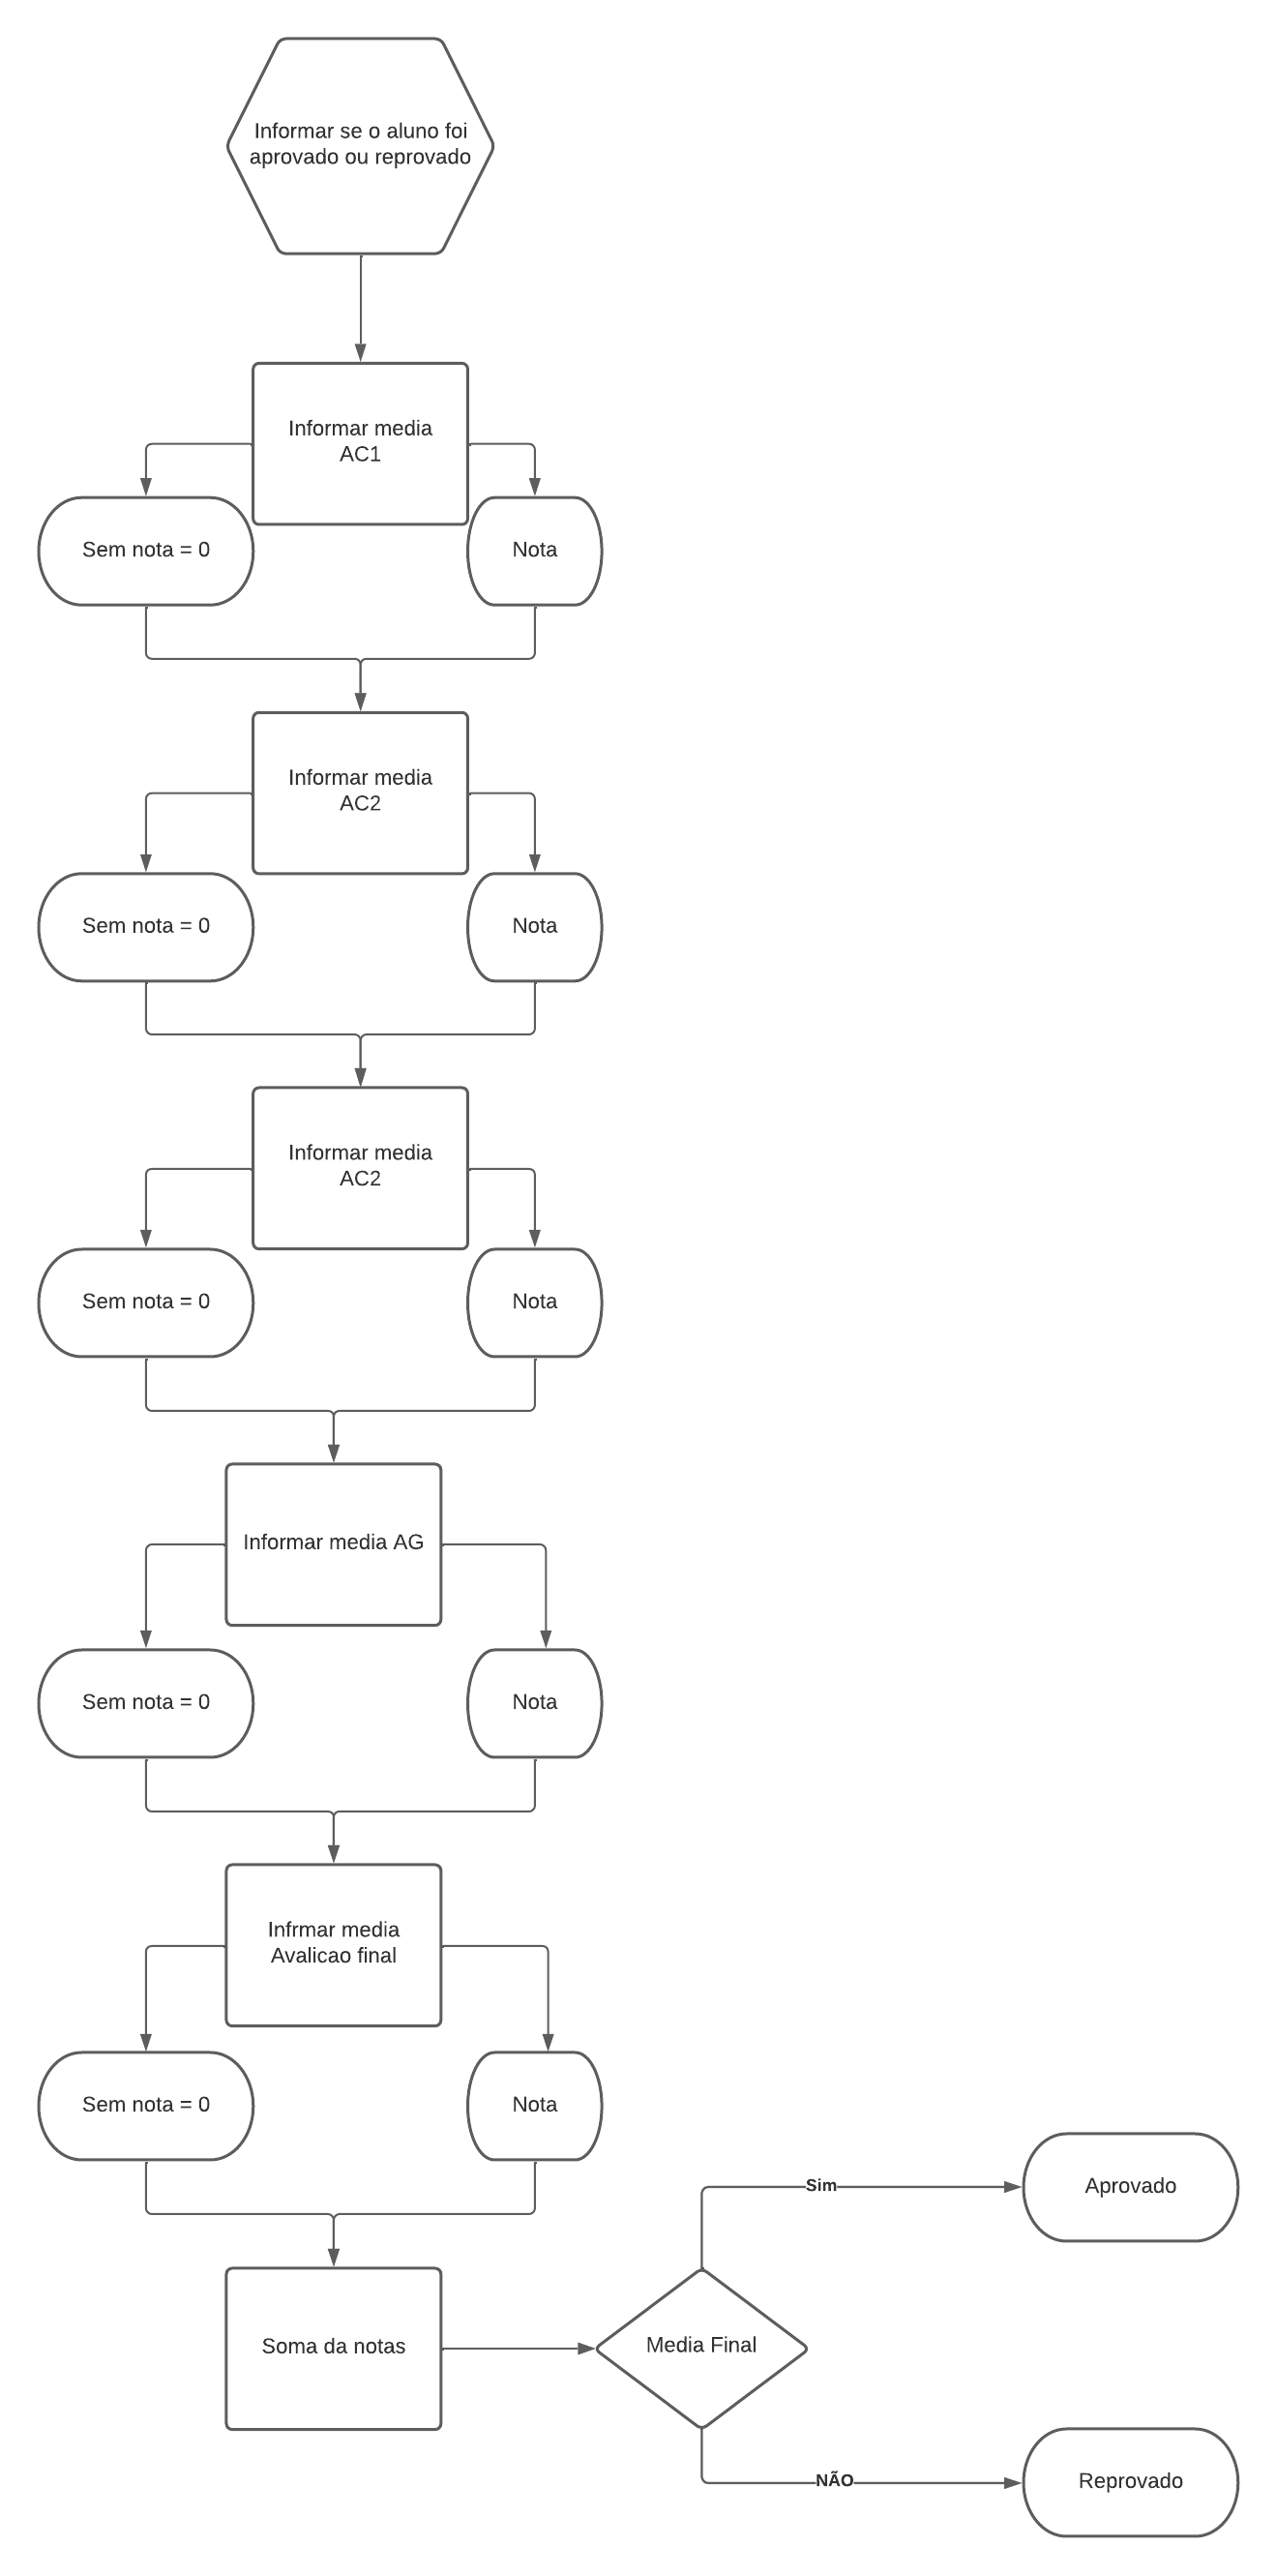 Informar se o aluno foi
aprovado ou reprovado
Informar media
AC1
Sem nota = 0
Nota
Informar media
AC2
Sem nota = 0
Nota
Informar media
AC2
Sem nota = 0
Nota
Informar media AG
Sem nota = 0
Nota
Infrmar media
Avalicao final
Sem nota = 0
Nota
Sim
Aprovado
Soma da notas
Media Final
NÃO
Reprovado